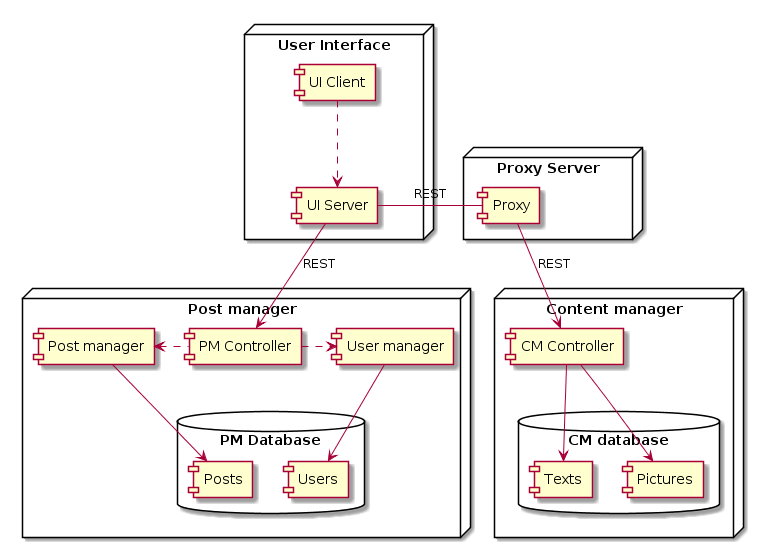 User Interface
UI Client
Proxy Server
REST
UI Server
Proxy
REST
REST
Post manager
Content manager
Post manager
PM Controller
User manager
CM Controller
PM Database
CM database
Posts
Users
Texts
Pictures